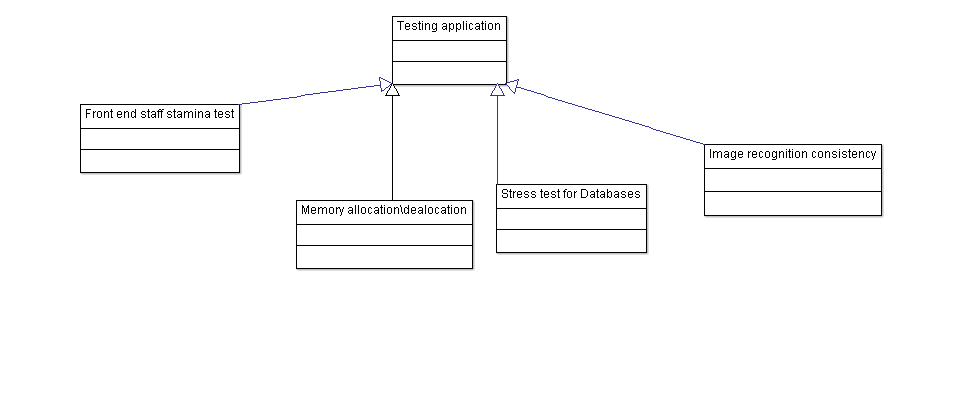 Testing application
Front end staff stamina test
Image recognition consistency
Stress test for Databases
Memory allocation\dealocation